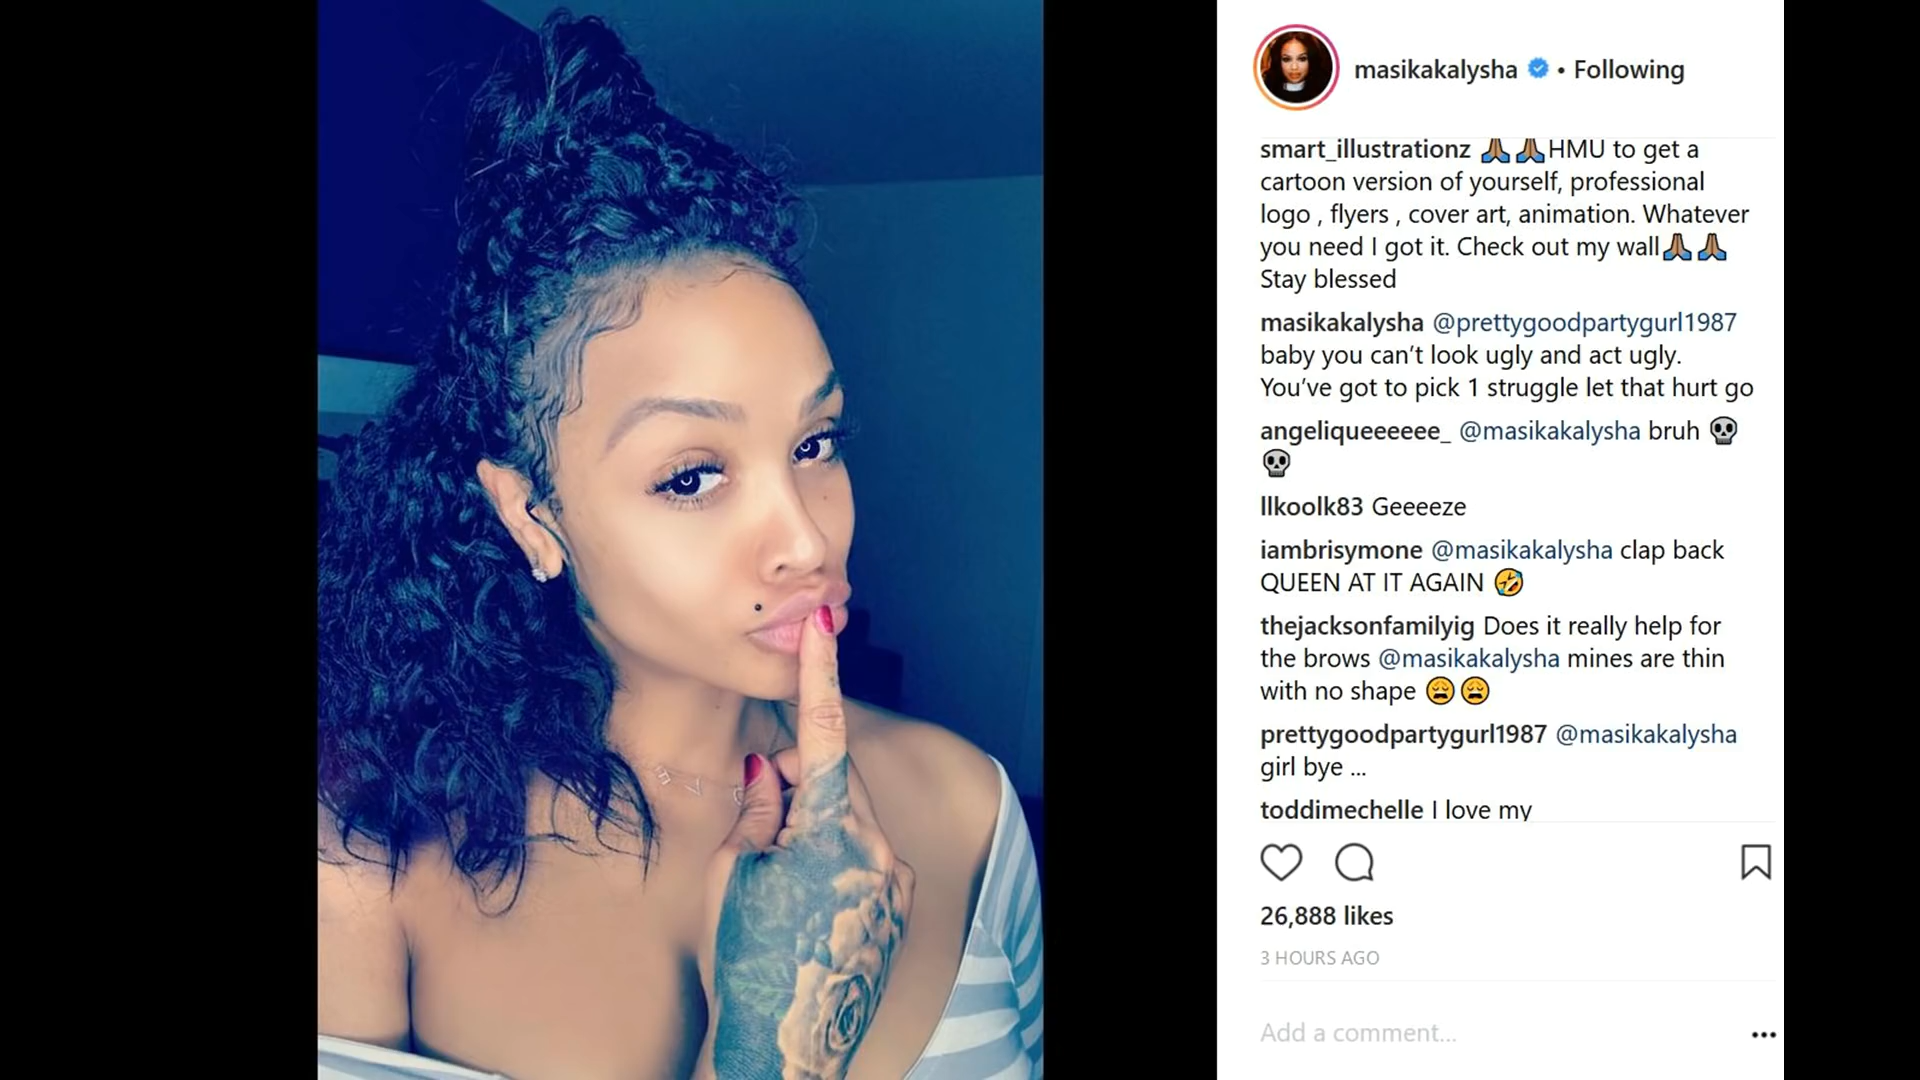 masikakalysha • Following
smart_illustrationz 🙏🏽🙏🏽HMU to get a
cartoon version of yourself, professional
logo , flyers , cover art, animation. Whatever
you need I got it. Check out my wall🙏🏽🙏🏽
Stay blessed
masikakalysha @prettygoodpartygurl1987
baby you can’t look ugly and act ugly.
You’ve got to pick 1 struggle let that hurt go
angeliqueeeeee_ @masikakalysha bruh 💀
💀
llkoolk83 Geeeeze
iambrisymone @masikakalysha clap back
QUEEN AT IT AGAIN 🤣
thejacksonfamilyig Does it really help for
the brows @masikakalysha mines are thin
with no shape 😩😩
prettygoodpartygurl1987 @masikakalysha
girl bye ...
toddimechelle I love my
26,888 likes
3 HOURS AGO
Add a comment...